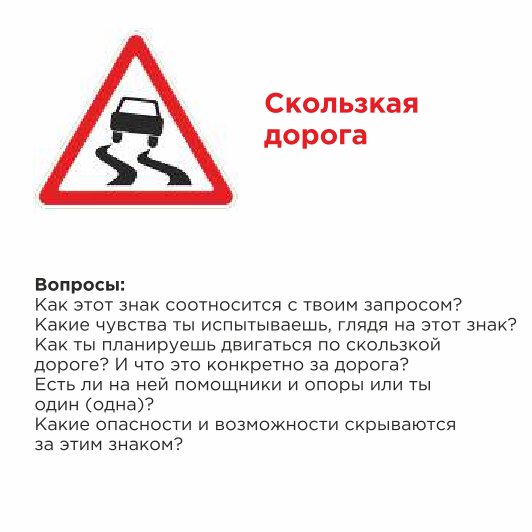 Скользкая
дорога
Вопросы:
Как этот знак соотносится с твоим запросом?
Какие чувства ты испытываешь, глядя на этот знак?
Как ты планируешь двигаться по скользкой
дороге? И что это конкретно за дорога?
Есть ли на ней помощники и опоры или ты
один (одна)?
Какие опасности и возможности скрываются
за этим знаком?